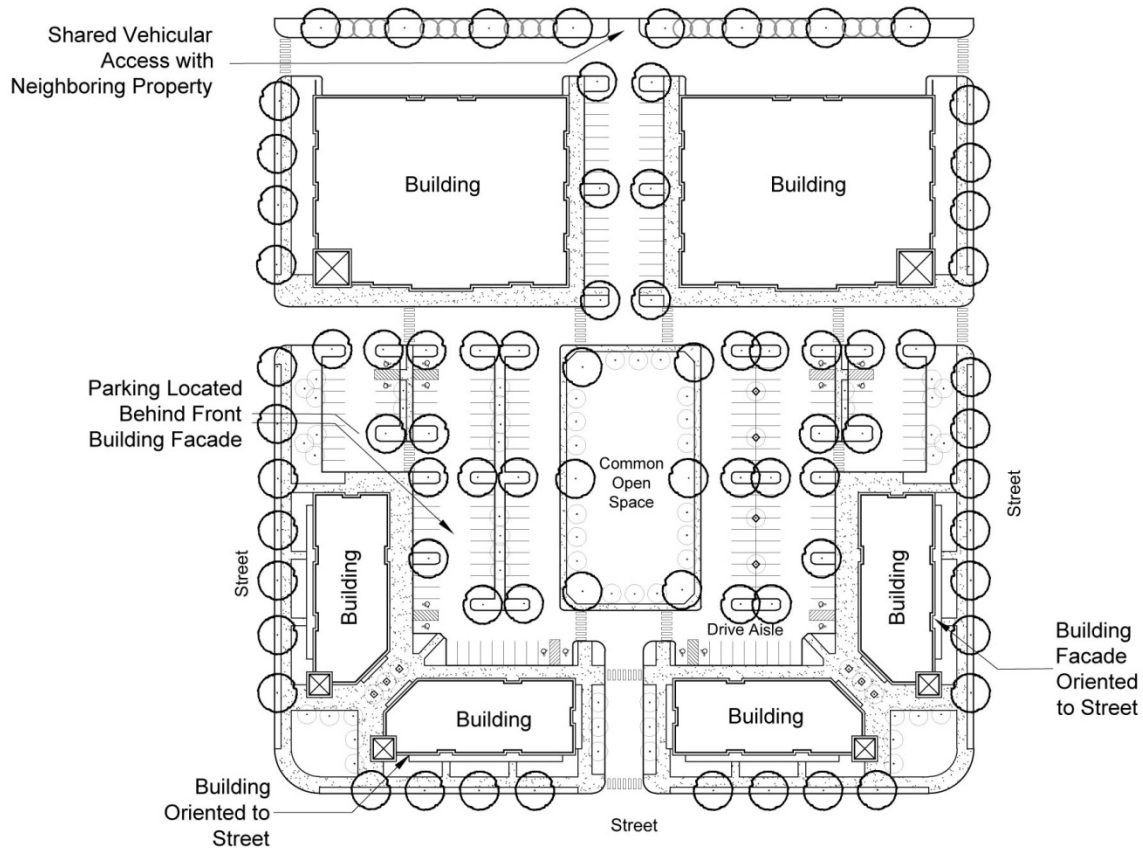 Shared Vehicular
Access with
Neighboring Property
Building
Building
Parking Located
Behind Front
Building Facade
Common
Open
Space
Street
Street
Building
Building
Drive Aisle
Building
Facade
Oriented
to Street
Building
Building
Building
Oriented to
Street
Street